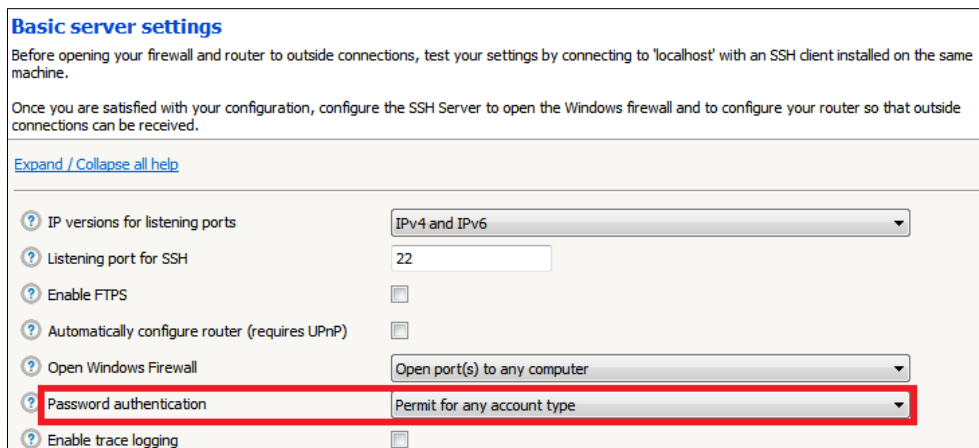 Basic server settings
Before opening your firewall and router to outside connections, test your settings by connecting to 'localhost' with an SSH client installed on the same
machine.
Once you are satisfied with your configuration, configure the SSH Server to open the Windows firewall and to configure your router so that outside
connections can be received.
Expand / Collapse all help
? IP versions for listening ports IPv4 and IPv6
? Listening port for SSH 22
? Enable FTPS
? Automatically configure router (requires UPnP)
? Open Windows Firewall Open port(s) to any computer
? Password authentication Permit for any account type
? Enable trace logging